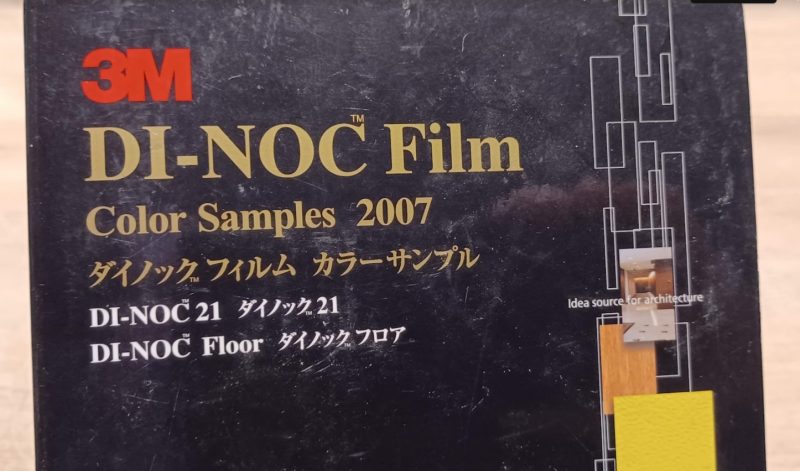 3M
DI-NOC™ Film
Color Samples 2007
ダイノック™ フィルム カラーサンプル
DI-NOC™ 21 ダイノック™ 21
DI-NOC™ Floor ダイノック™ フロア
Idea source for architecture